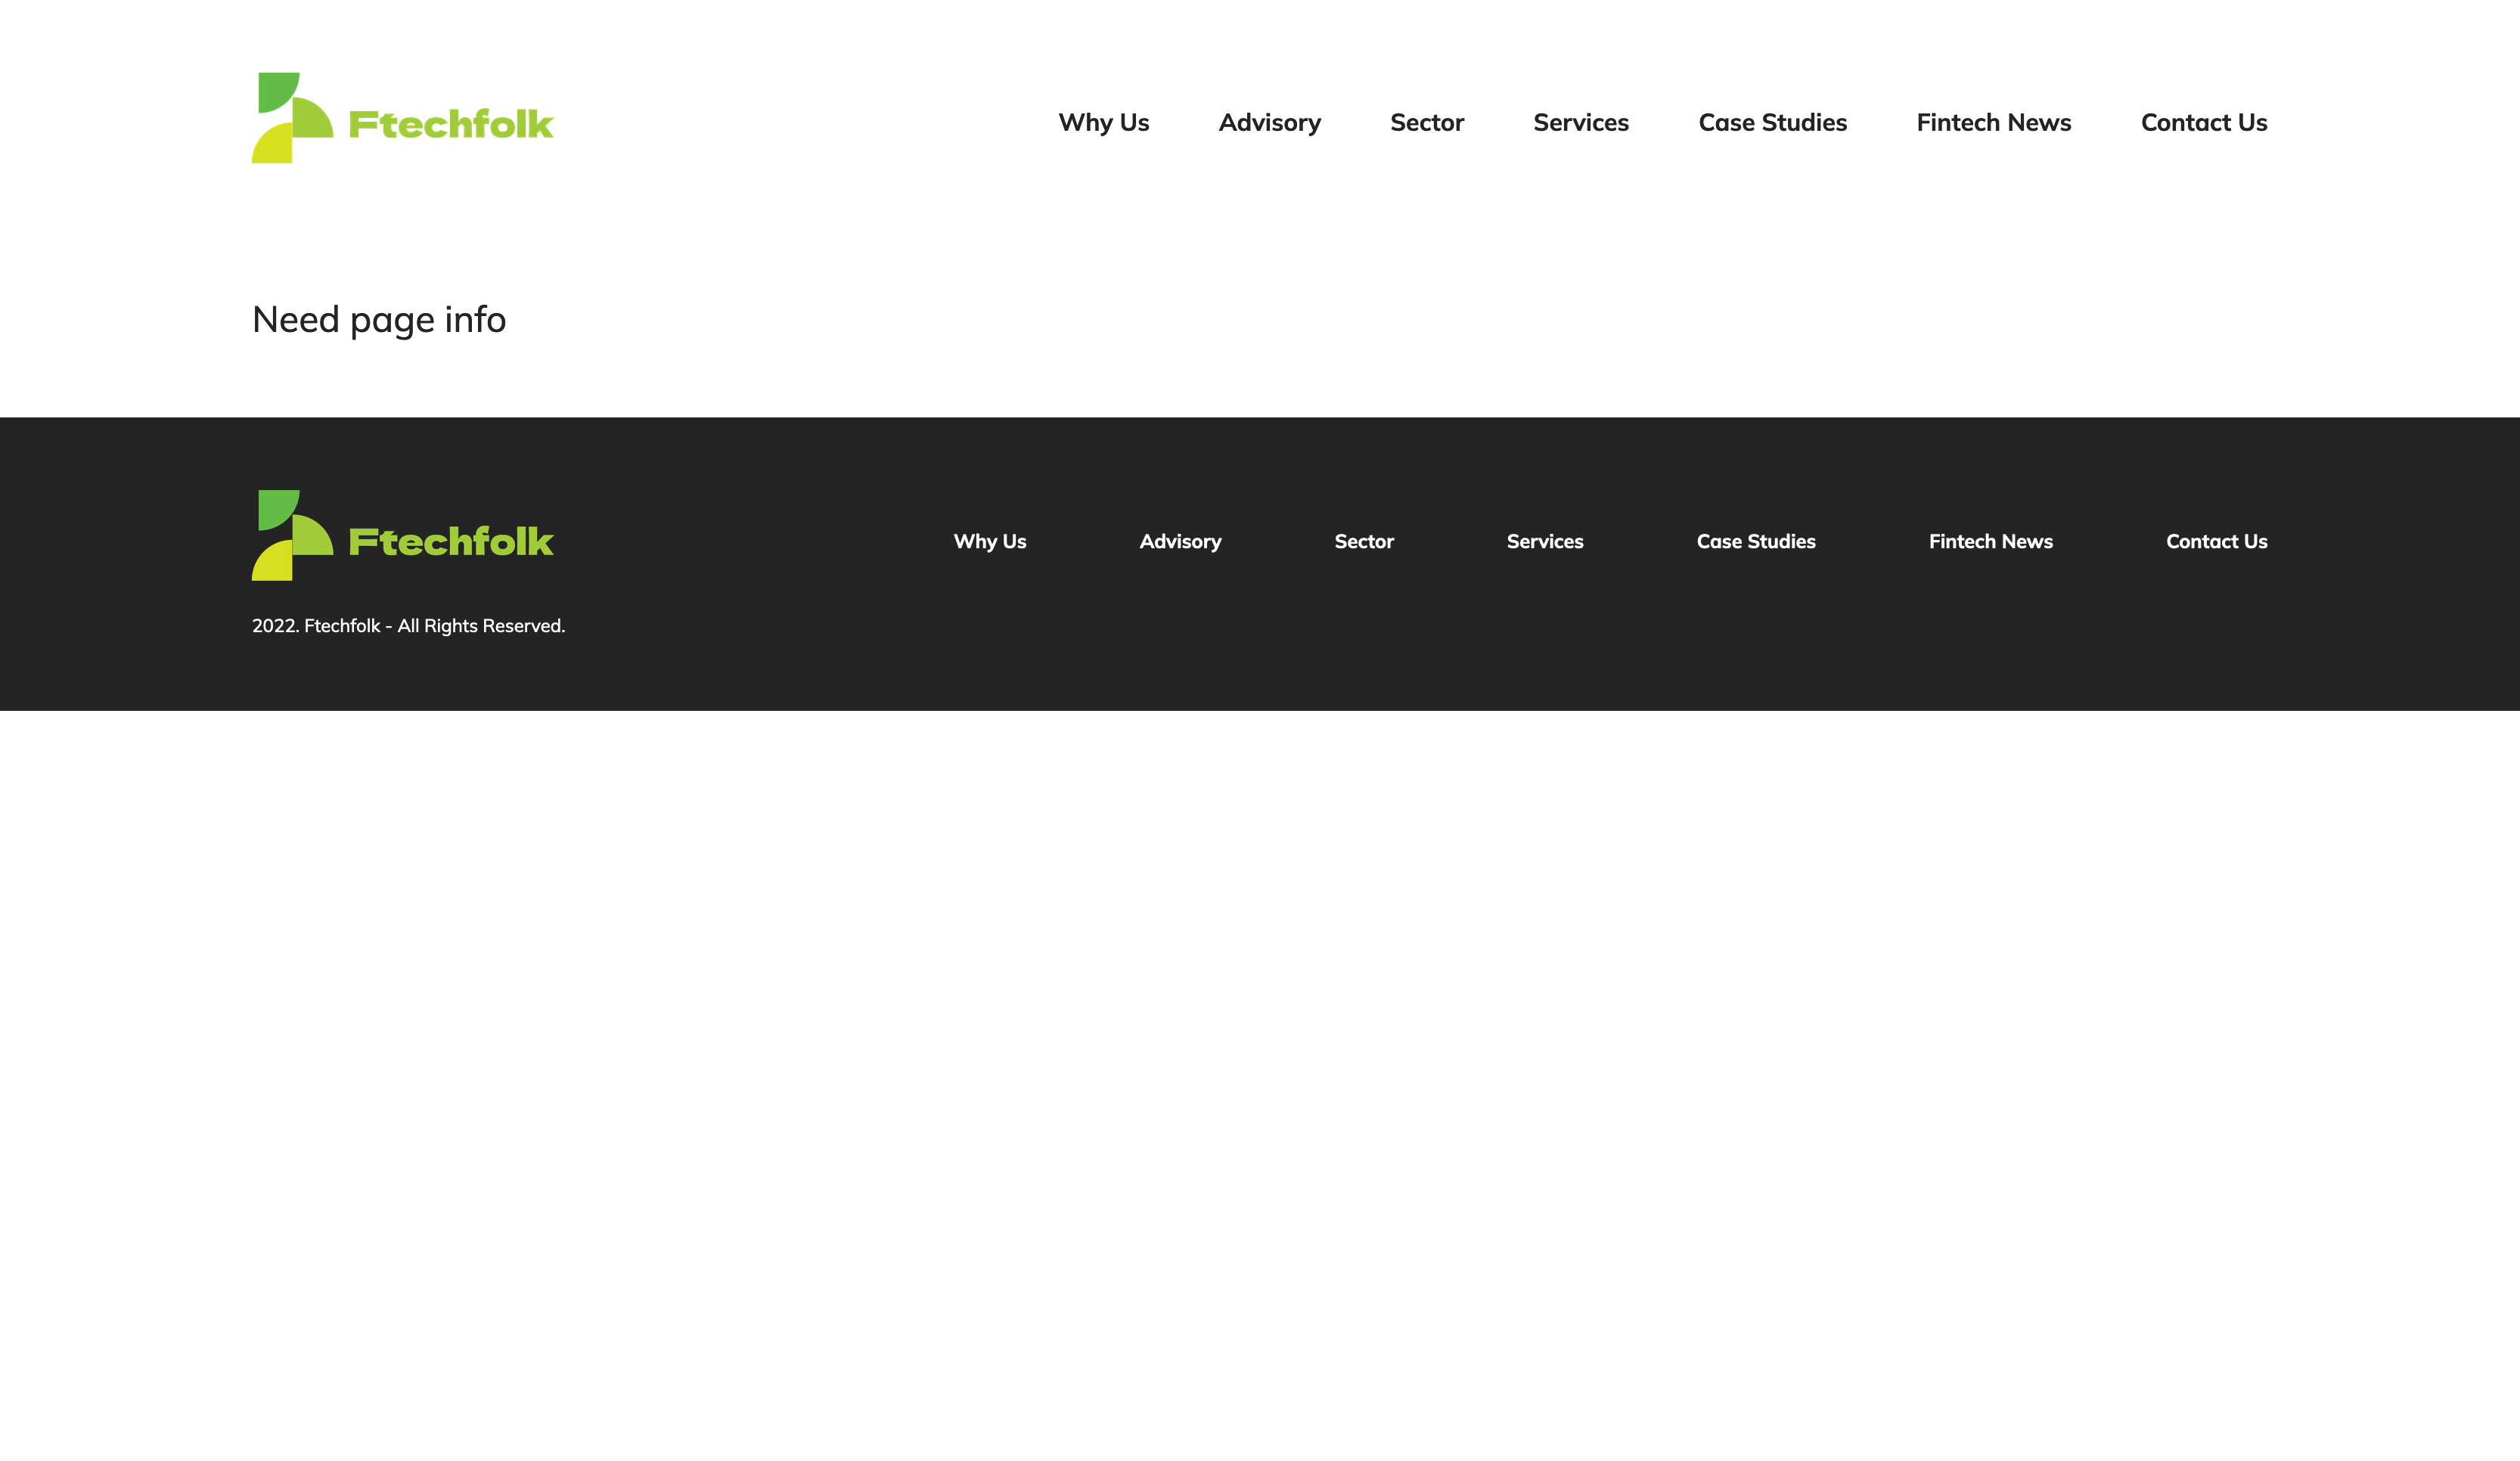 Ftechfolk
Why Us Advisory Sector Services Case Studies Fintech News Contact Us
Need page info
Ftechfolk
Why Us Advisory Sector Services Case Studies Fintech News Contact Us
2022. Ftechfolk - All Rights Reserved.